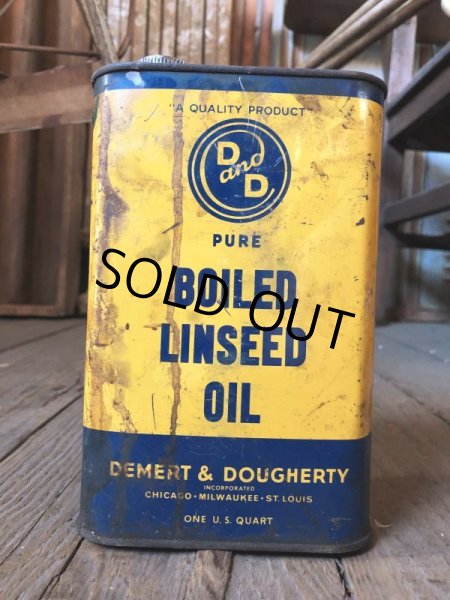 "A QUALITY PRODUCT"
D and D
PURE
BOILED
SOLD OUT
LINSEED
OIL
DEMERT & DOUGHERTY
INCORPORATED
CHICAGO • MILWAUKEE • ST. LOUIS
ONE U.S. QUART